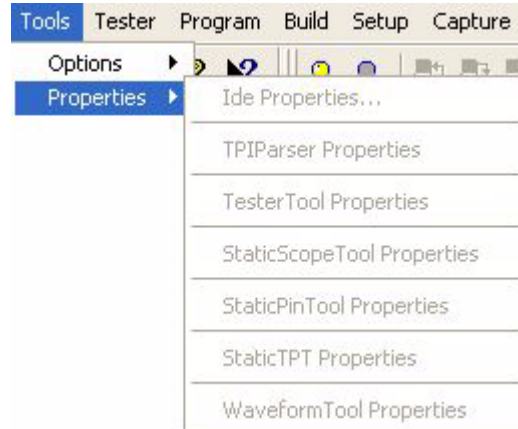 Tools Tester Program Build Setup Capture
Options
Properties
Ide Properties...
TPIParser Properties
TesterTool Properties
StaticScopeTool Properties
StaticPinTool Properties
StaticTPT Properties
WaveformTool Properties